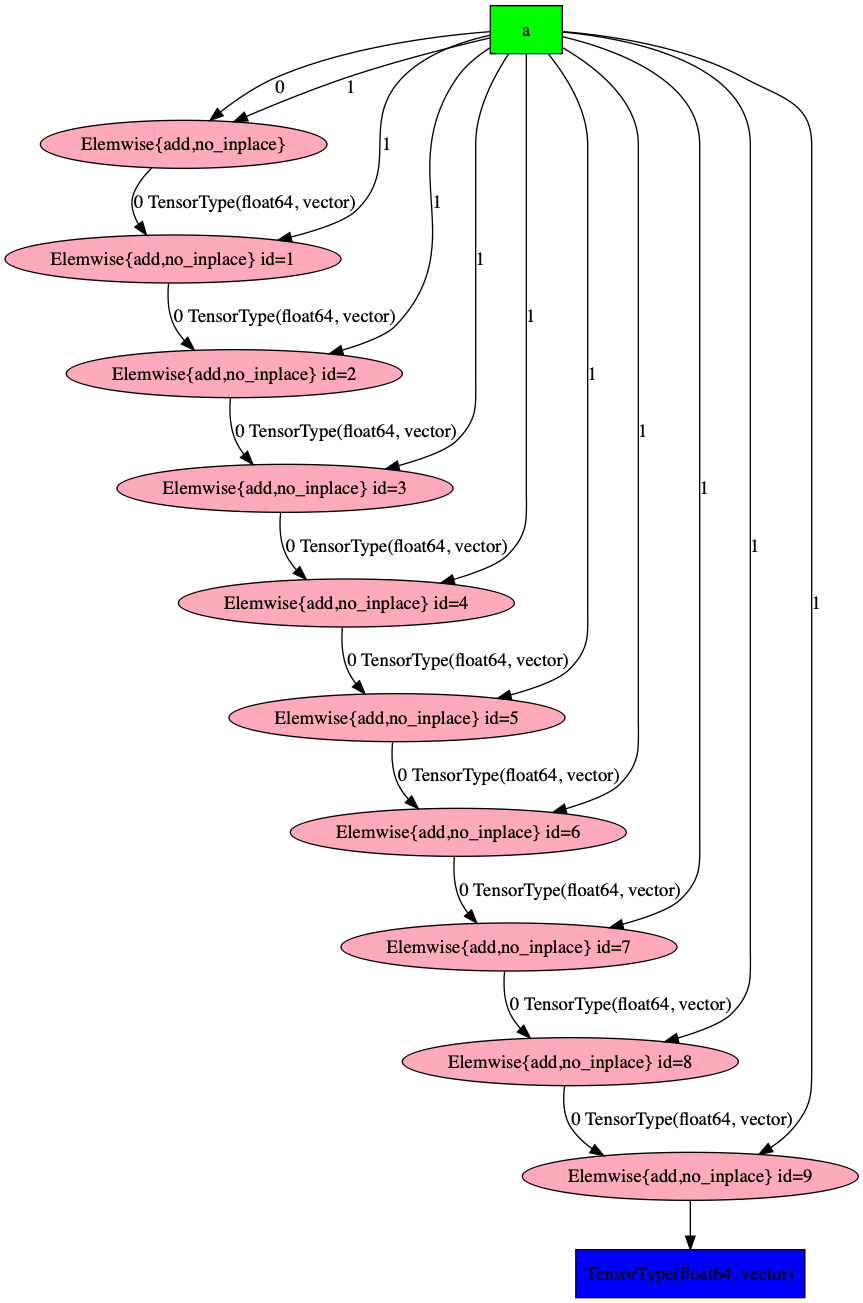 a
0
1
Elemwise{add,no_inplace}
1
0 TensorType(float64, vector)
1
Elemwise{add,no_inplace} id=1
1
0 TensorType(float64, vector)
1
Elemwise{add,no_inplace} id=2
1
0 TensorType(float64, vector)
1
Elemwise{add,no_inplace} id=3
1
0 TensorType(float64, vector)
1
Elemwise{add,no_inplace} id=4
1
0 TensorType(float64, vector)
Elemwise{add,no_inplace} id=5
0 TensorType(float64, vector)
Elemwise{add,no_inplace} id=6
0 TensorType(float64, vector)
Elemwise{add,no_inplace} id=7
0 TensorType(float64, vector)
Elemwise{add,no_inplace} id=8
0 TensorType(float64, vector)
Elemwise{add,no_inplace} id=9
TensorType(float64, vector)